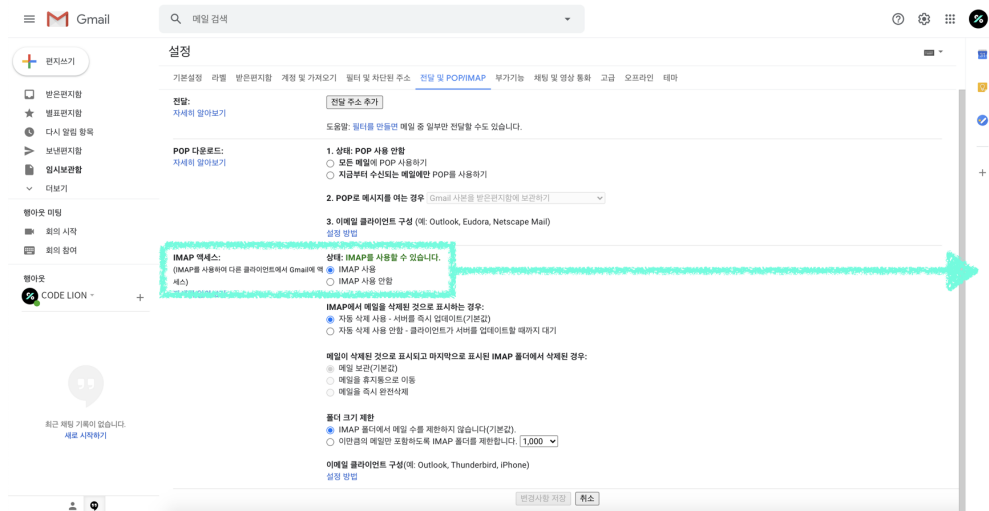 Gmail
메일 검색
편지쓰기
받은편지함
별표편지함
다시 알림 항목
보낸편지함
임시보관함
더보기
행아웃 미팅
회의 시작
회의 참여
행아웃
CODE LION
최근 채팅 기록이 없습니다.
새로 시작하기
설정
기본설정 라벨 받은편지함 계정 및 가져오기 필터 및 차단된 주소 전달 및 POP/IMAP 부가기능 채팅 및 영상 통화 고급 오프라인 테마
전달:
자세히 알아보기
전달 주소 추가
도움말: 필터를 만들면 메일 중 일부만 전달할 수도 있습니다.
POP 다운로드:
자세히 알아보기
1. 상태: POP 사용 안함
모든 메일에 POP 사용하기
지금부터 수신되는 메일에만 POP를 사용하기
2. POP로 메시지를 여는 경우 Gmail 사본을 받은편지함에 보관하기
3. 이메일 클라이언트 구성 (예: Outlook, Eudora, Netscape Mail)
설정 방법
IMAP 액세스:
(IMAP를 사용하여 다른 클라이언트에서 Gmail에 액
세스)
상태: IMAP를 사용할 수 있습니다.
IMAP 사용
IMAP 사용 안함
IMAP에서 메일을 삭제된 것으로 표시하는 경우:
자동 삭제 사용 - 서버를 즉시 업데이트(기본값)
자동 삭제 사용 안함 - 클라이언트가 서버를 업데이트할 때까지 대기
메일이 삭제된 것으로 표시되고 마지막으로 표시된 IMAP 폴더에서 삭제된 경우:
메일 보관(기본값)
메일을 휴지통으로 이동
메일을 즉시 완전삭제
폴더 크기 제한
IMAP 폴더에서 메일 수를 제한하지 않습니다(기본값).
이만큼의 메일만 포함하도록 IMAP 폴더를 제한합니다. 1,000
이메일 클라이언트 구성(예: Outlook, Thunderbird, iPhone)
설정 방법
변경사항 저장 취소